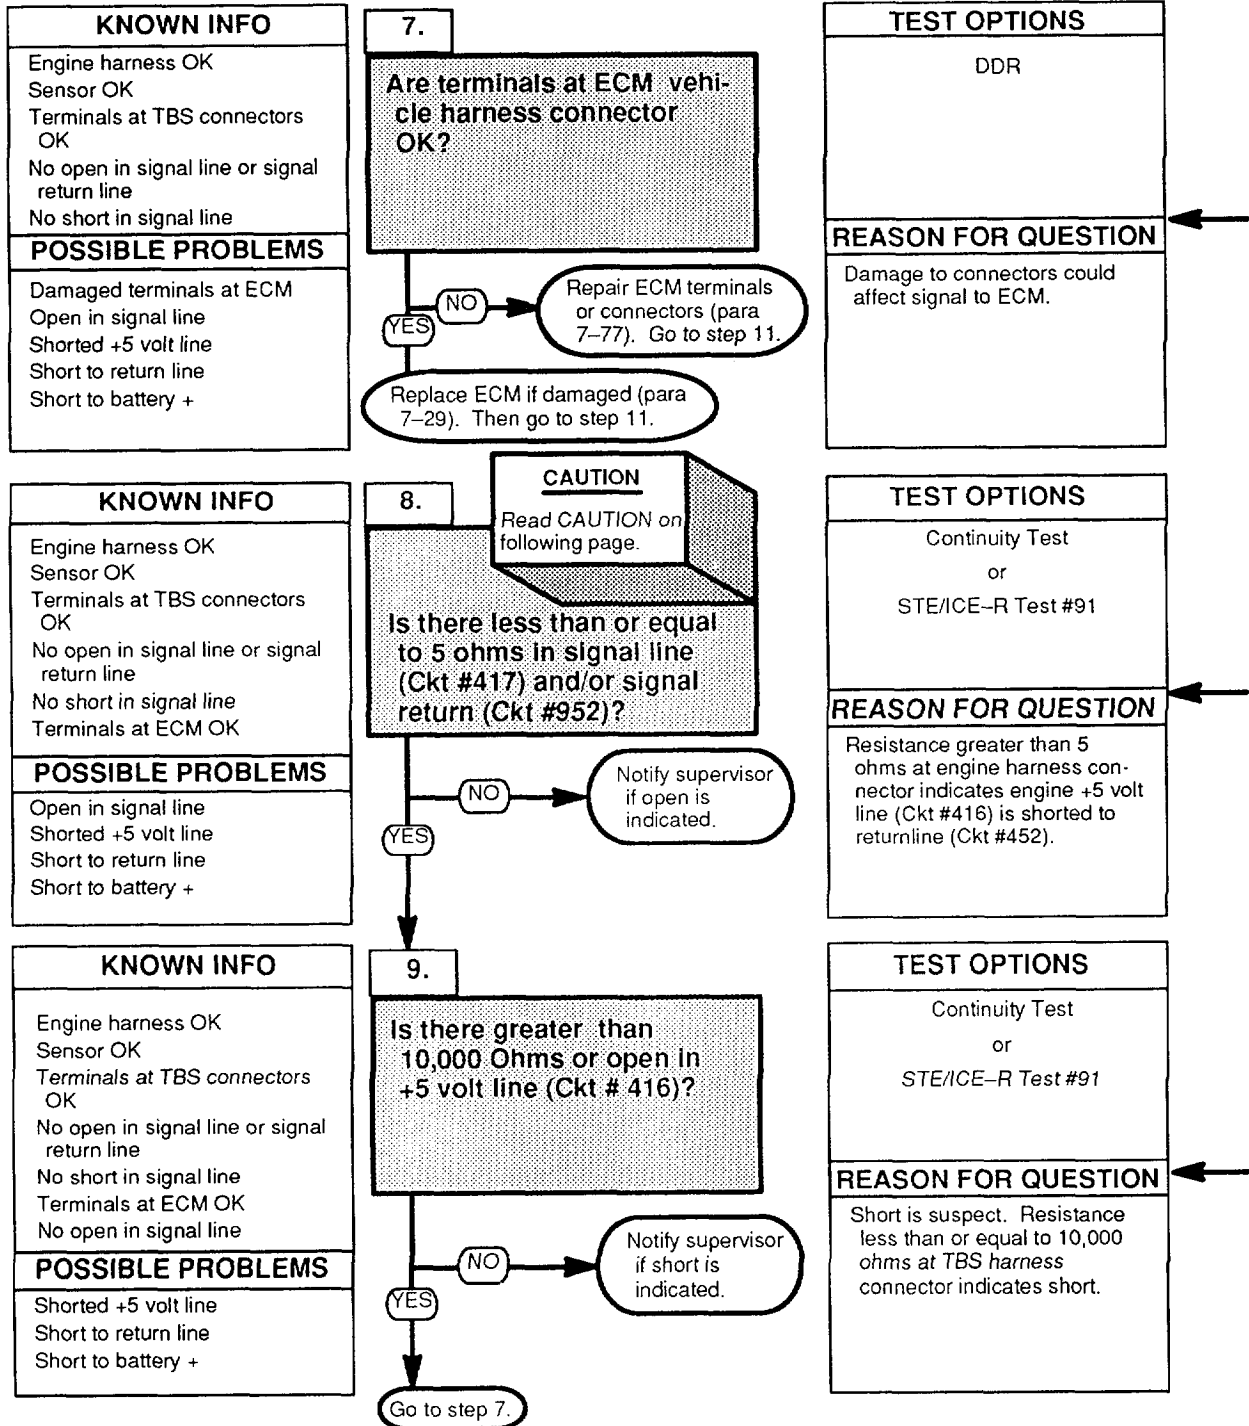 KNOWN INFO
Engine harness OK
Sensor OK
Terminals at TBS connectors
OK
No open in signal line or signal
return line
No short in signal line
POSSIBLE PROBLEMS
Damaged terminals at ECM
Open in signal line
Shorted +5 volt line
Short to return line
Short to battery +
7.
Are terminals at ECM vehi-
cle harness connector
OK?
NO
Repair ECM terminals
or connectors (para
7–77). Go to step 11.
YES
Replace ECM if damaged (para
7–29). Then go to step 11.
TEST OPTIONS
DDR
REASON FOR QUESTION
Damage to connectors could
affect signal to ECM.
KNOWN INFO
Engine harness OK
Sensor OK
Terminals at TBS connectors
OK
No open in signal line or signal
return line
No short in signal line
Terminals at ECM OK
POSSIBLE PROBLEMS
Open in signal line
Shorted +5 volt line
Short to return line
Short to battery +
8.
CAUTION
Read CAUTION on
following page.
Is there less than or equal
to 5 ohms in signal line
(Ckt #417) and/or signal
return (Ckt #952)?
NO
Notify supervisor
if open is
indicated.
YES
TEST OPTIONS
Continuity Test
or
STE/ICE–R Test #91
REASON FOR QUESTION
Resistance greater than 5
ohms at engine harness con-
nector indicates engine +5 volt
line (Ckt #416) is shorted to
returnline (Ckt #452).
KNOWN INFO
Engine harness OK
Sensor OK
Terminals at TBS connectors
OK
No open in signal line or signal
return line
No short in signal line
Terminals at ECM OK
No open in signal line
POSSIBLE PROBLEMS
Shorted +5 volt line
Short to return line
Short to battery +
9.
Is there greater than
10,000 Ohms or open in
+5 volt line (Ckt # 416)?
NO
Notify supervisor
if short is
indicated.
YES
Go to step 7.
TEST OPTIONS
Continuity Test
or
STE/ICE–R Test #91
REASON FOR QUESTION
Short is suspect. Resistance
less than or equal to 10,000
ohms at TBS harness
connector indicates short.